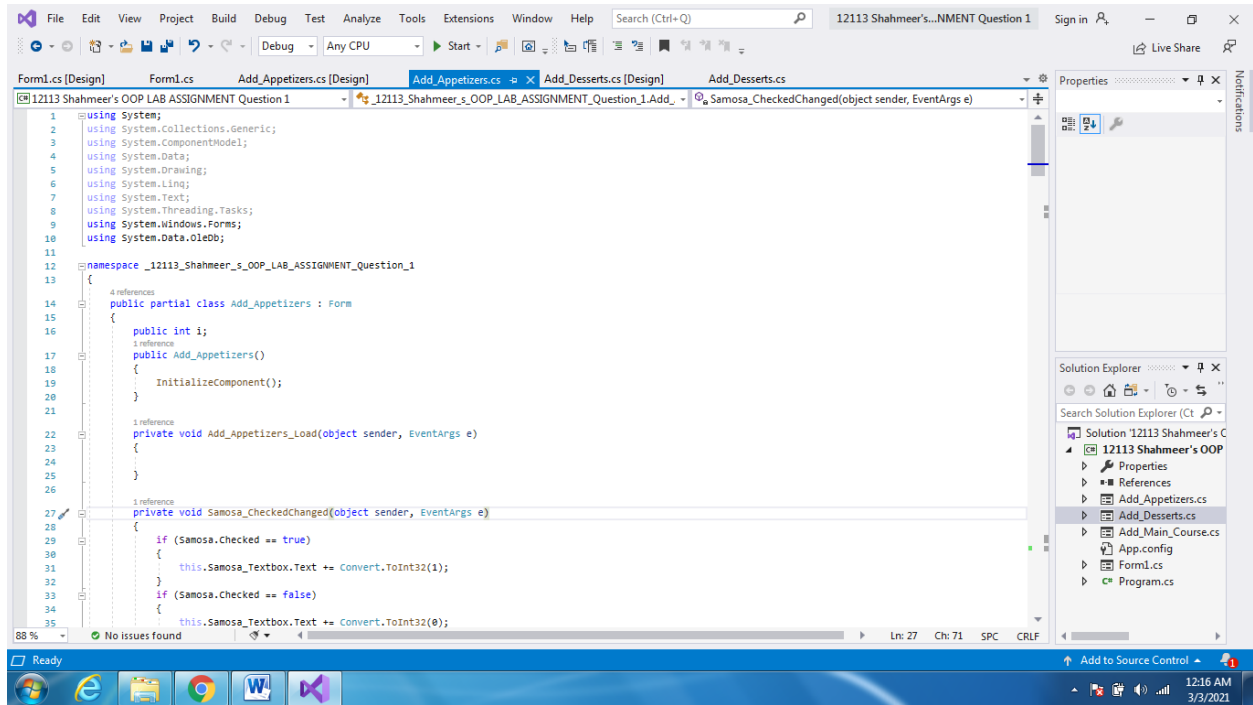 File Edit View Project Build Debug Test Analyze Tools Extensions Window Help Search (Ctrl+Q) 12113 Shahmeer's...NMENT Question 1 Sign in
Debug Any CPU Start Live Share
Form1.cs [Design] Form1.cs Add_Appetizers.cs [Design] Add_Appetizers.cs Add_Desserts.cs [Design] Add_Desserts.cs
C# 12113 Shahmeer's OOP LAB ASSIGNMENT Question 1 _12113_Shahmeer_s_OOP_LAB_ASSIGNMENT_Question_1.Add_ Samosa_CheckedChanged(object sender, EventArgs e)
1 using System;
2 using System.Collections.Generic;
3 using System.ComponentModel;
4 using System.Data;
5 using System.Drawing;
6 using System.Linq;
7 using System.Text;
8 using System.Threading.Tasks;
9 using System.Windows.Forms;
10 using System.Data.OleDb;
11
12 namespace _12113_Shahmeer_s_OOP_LAB_ASSIGNMENT_Question_1
13 {
4 references
14 public partial class Add_Appetizers : Form
15 {
16 public int i;
1 reference
17 public Add_Appetizers()
18 {
19 InitializeComponent();
20 }
21
1 reference
22 private void Add_Appetizers_Load(object sender, EventArgs e)
23 {
24
25 }
26
1 reference
27 private void Samosa_CheckedChanged(object sender, EventArgs e)
28 {
29 if (Samosa.Checked == true)
30 {
31 this.Samosa_Textbox.Text += Convert.ToInt32(1);
32 }
33 if (Samosa.Checked == false)
34 {
35 this.Samosa_Textbox.Text += Convert.ToInt32(0);
88 % No issues found Ln: 27 Ch: 71 SPC CRLF
Properties
Notifications
Solution Explorer
Search Solution Explorer (Ct
Solution '12113 Shahmeer's C
C# 12113 Shahmeer's OOP
Properties
References
Add_Appetizers.cs
Add_Desserts.cs
Add_Main_Course.cs
App.config
Form1.cs
C# Program.cs
Ready Add to Source Control 1
12:16 AM
3/3/2021